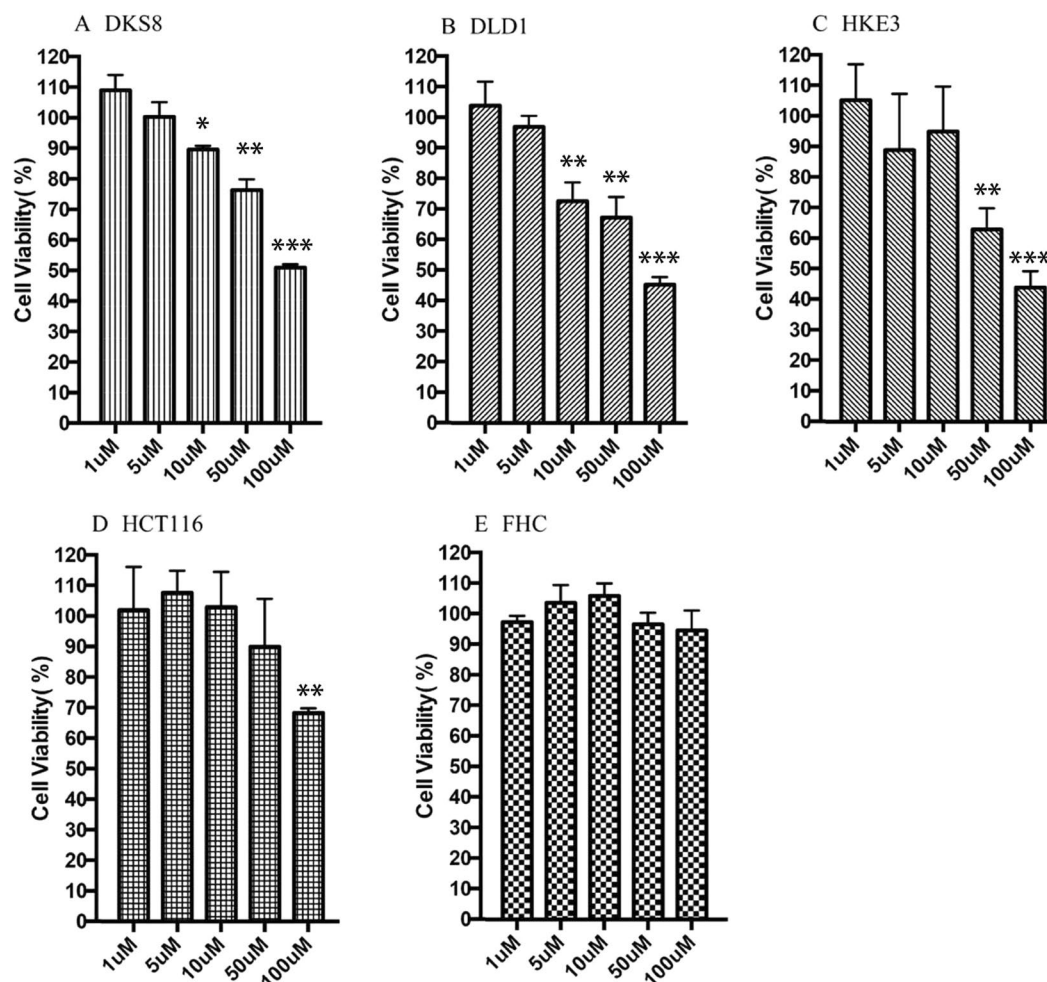 A DKS8
120
110
100
90
80
70
60
50
40
30
20
10
0
Cell Viability( %)
*
**
***
1uM
5uM
10uM
50uM
100uM
B DLD1
120
110
100
90
80
70
60
50
40
30
20
10
0
Cell Viability( %)
**
**
***
1uM
5uM
10uM
50uM
100uM
C HKE3
120
110
100
90
80
70
60
50
40
30
20
10
0
Cell Viability( %)
**
***
1uM
5uM
10uM
50uM
100uM
D HCT116
120
110
100
90
80
70
60
50
40
30
20
10
0
Cell Viability( %)
**
1uM
5uM
10uM
50uM
100uM
E FHC
120
110
100
90
80
70
60
50
40
30
20
10
0
Cell Viability( %)
1uM
5uM
10uM
50uM
100uM